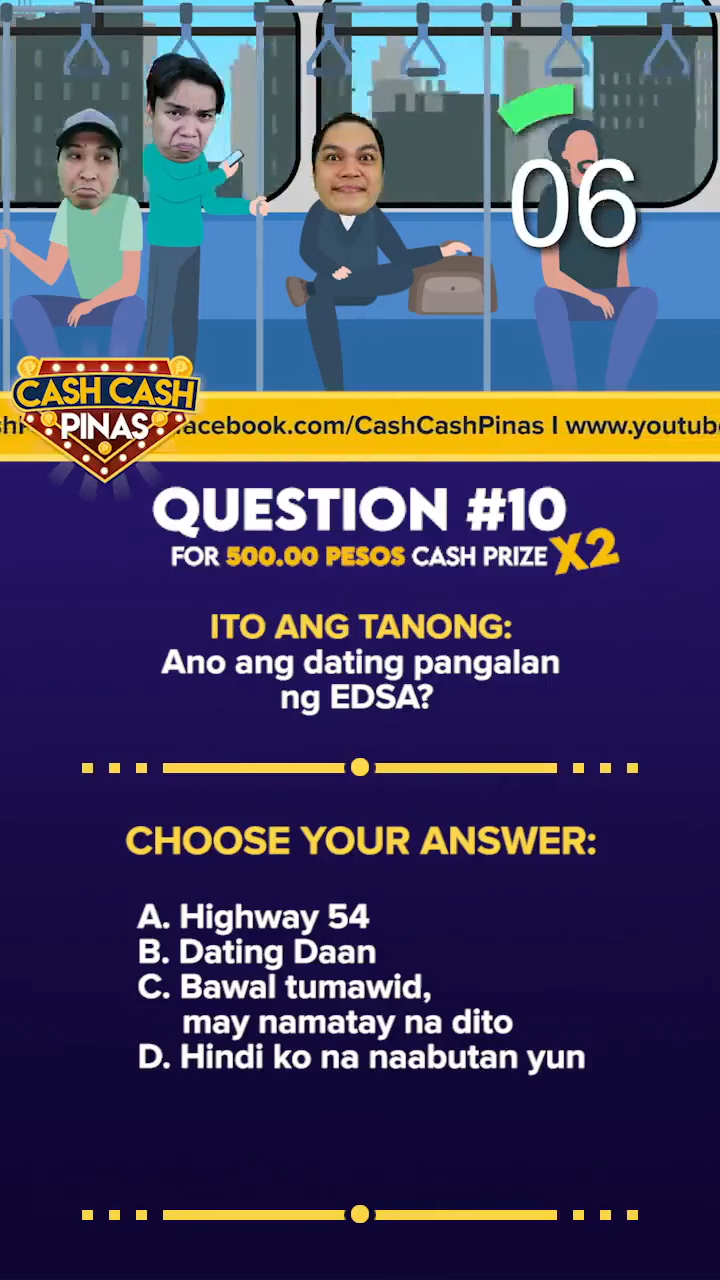 06
CASH CASH
PINAS
acebook.com/CashCashPinas I www.youtub
QUESTION #10
FOR 500.00 PESOS CASH PRIZE X2
ITO ANG TANONG:
Ano ang dating pangalan
ng EDSA?
CHOOSE YOUR ANSWER:
A. Highway 54
B. Dating Daan
C. Bawal tumawid,
may namatay na dito
D. Hindi ko na naabutan yun